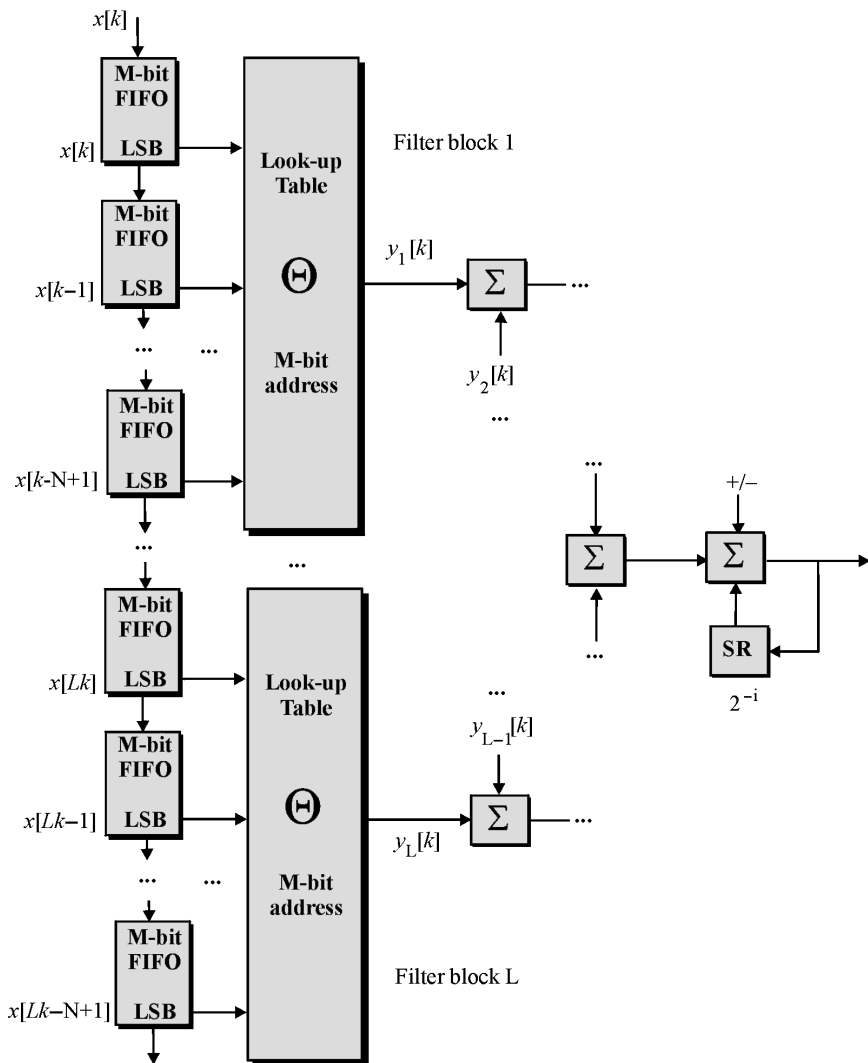 x[k]
M-bit
FIFO
LSB
x[k]
M-bit
FIFO
LSB
x[k−1]
...
...
M-bit
FIFO
LSB
x[k-N+1]
...
Look-up
Table
Θ
M-bit
address
Filter block 1
y1[k]
Σ
...
y2[k]
...
...
M-bit
FIFO
LSB
x[Lk]
M-bit
FIFO
LSB
x[Lk−1]
...
...
M-bit
FIFO
LSB
x[Lk−N+1]
Look-up
Table
Θ
M-bit
address
...
yL−1[k]
yL[k]
Σ
...
Filter block L
...
Σ
...
+/−
Σ
SR
2−i